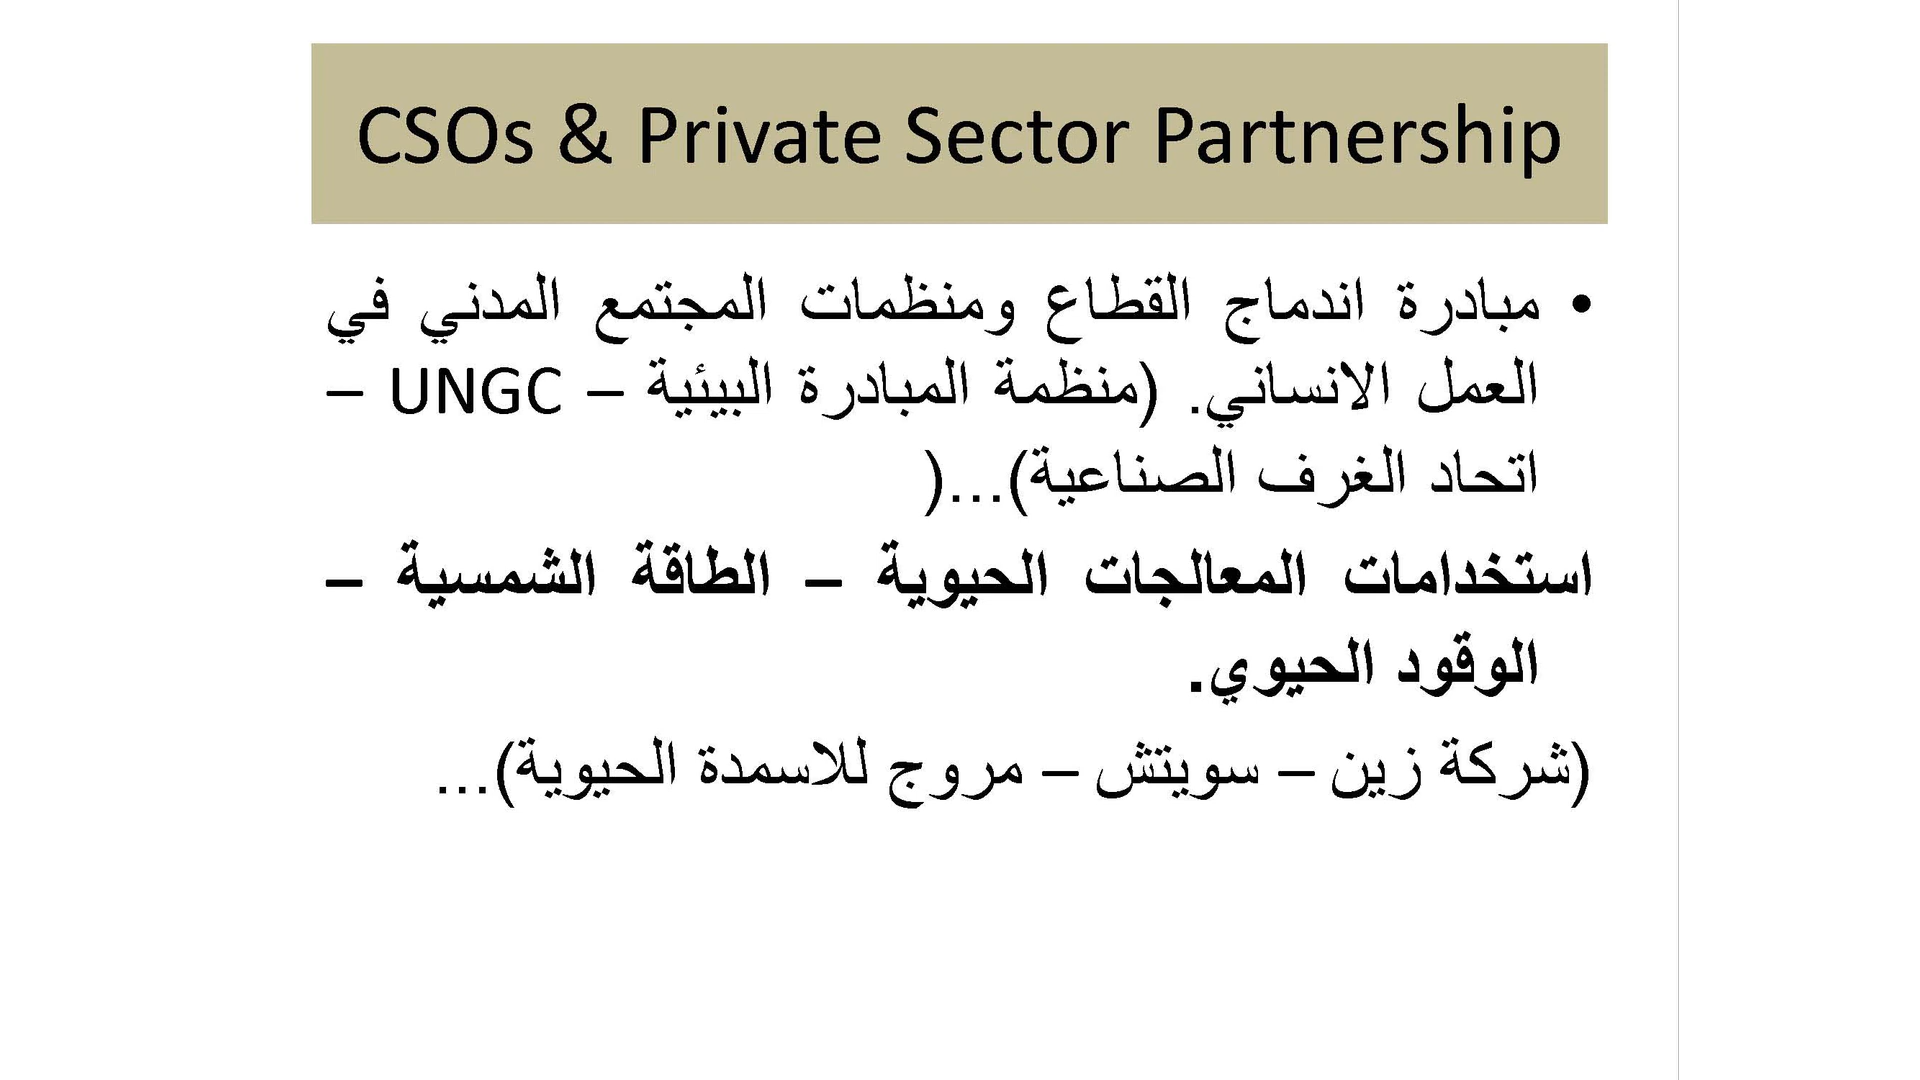 CSOs & Private Sector Partnership
• مبادرة اندماج القطاع ومنظمات المجتمع المدني في
العمل الانساني. (منظمة المبادرة البيئية – UNGC –
اتحاد الغرف الصناعية)...(
استخدامات المعالجات الحيوية – الطاقة الشمسية –
الوقود الحيوي.
(شركة زين – سويتش – مروج للاسمدة الحيوية)...